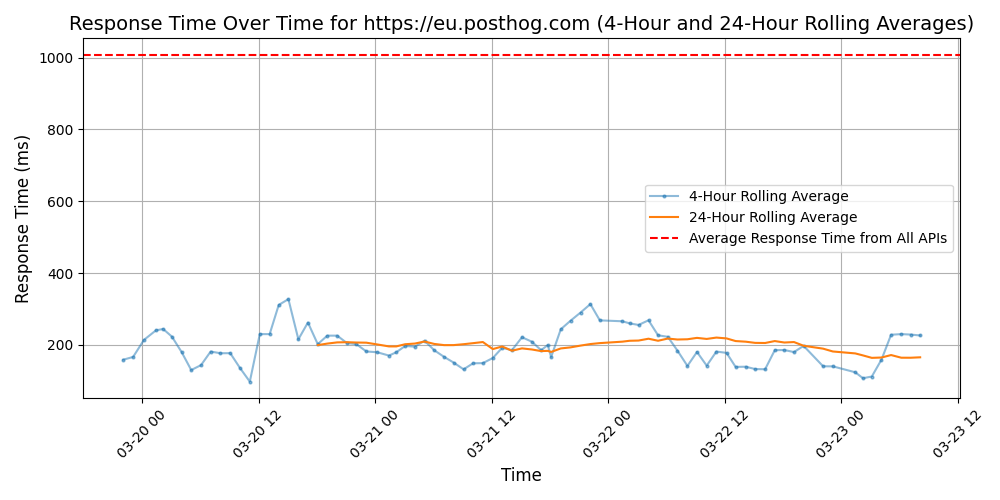 Response Time Over Time for https://eu.posthog.com (4-Hour and 24-Hour Rolling Averages)
Response Time (ms)
1000
800
600
400
200
4-Hour Rolling Average
24-Hour Rolling Average
Average Response Time from All APIs
03-20 00
03-20 12
03-21 00
03-21 12
03-22 00
03-22 12
03-23 00
03-23 12
Time